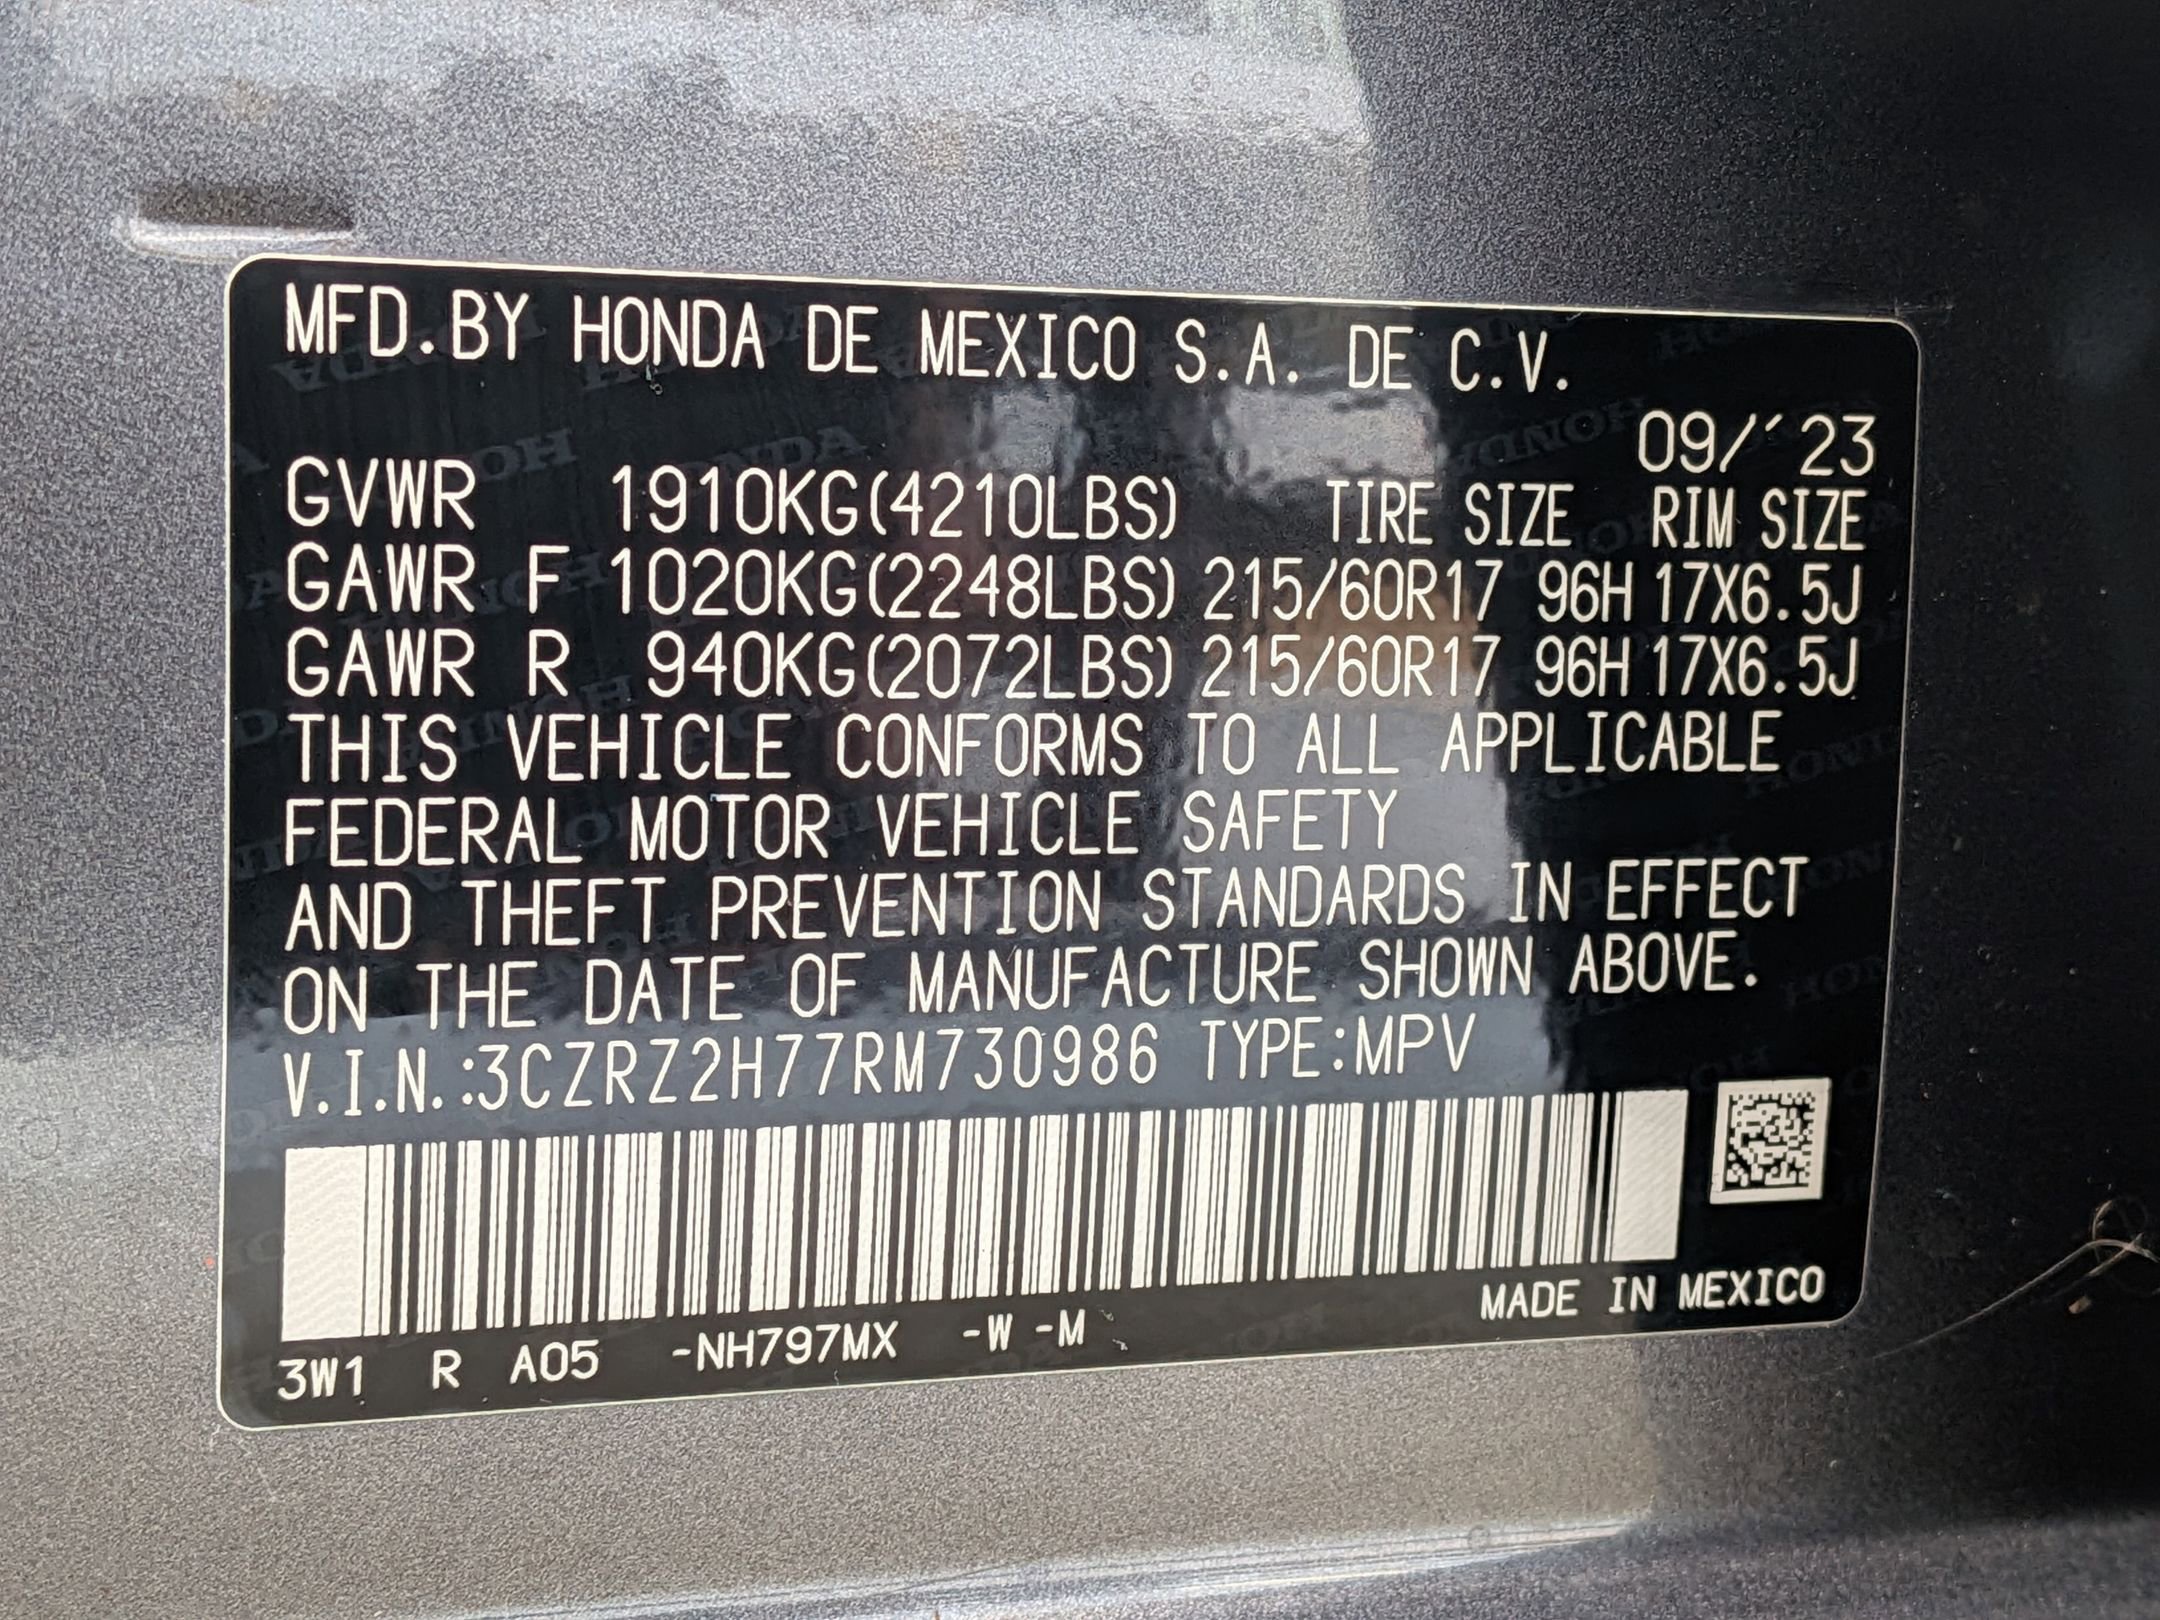 MFD.BY HONDA DE MEXICO S.A. DE C.V.
09/'23
GVWR 1910KG(4210LBS) TIRE SIZE RIM SIZE
GAWR F 1020KG(2248LBS) 215/60R17 96H 17X6.5J
GAWR R 940KG(2072LBS) 215/60R17 96H 17X6.5J
THIS VEHICLE CONFORMS TO ALL APPLICABLE
FEDERAL MOTOR VEHICLE SAFETY
AND THEFT PREVENTION STANDARDS IN EFFECT
ON THE DATE OF MANUFACTURE SHOWN ABOVE.
V.I.N.:3CZRZ2H77RM730986 TYPE:MPV
3W1 R A05 -NH797MX -W -M MADE IN MEXICO